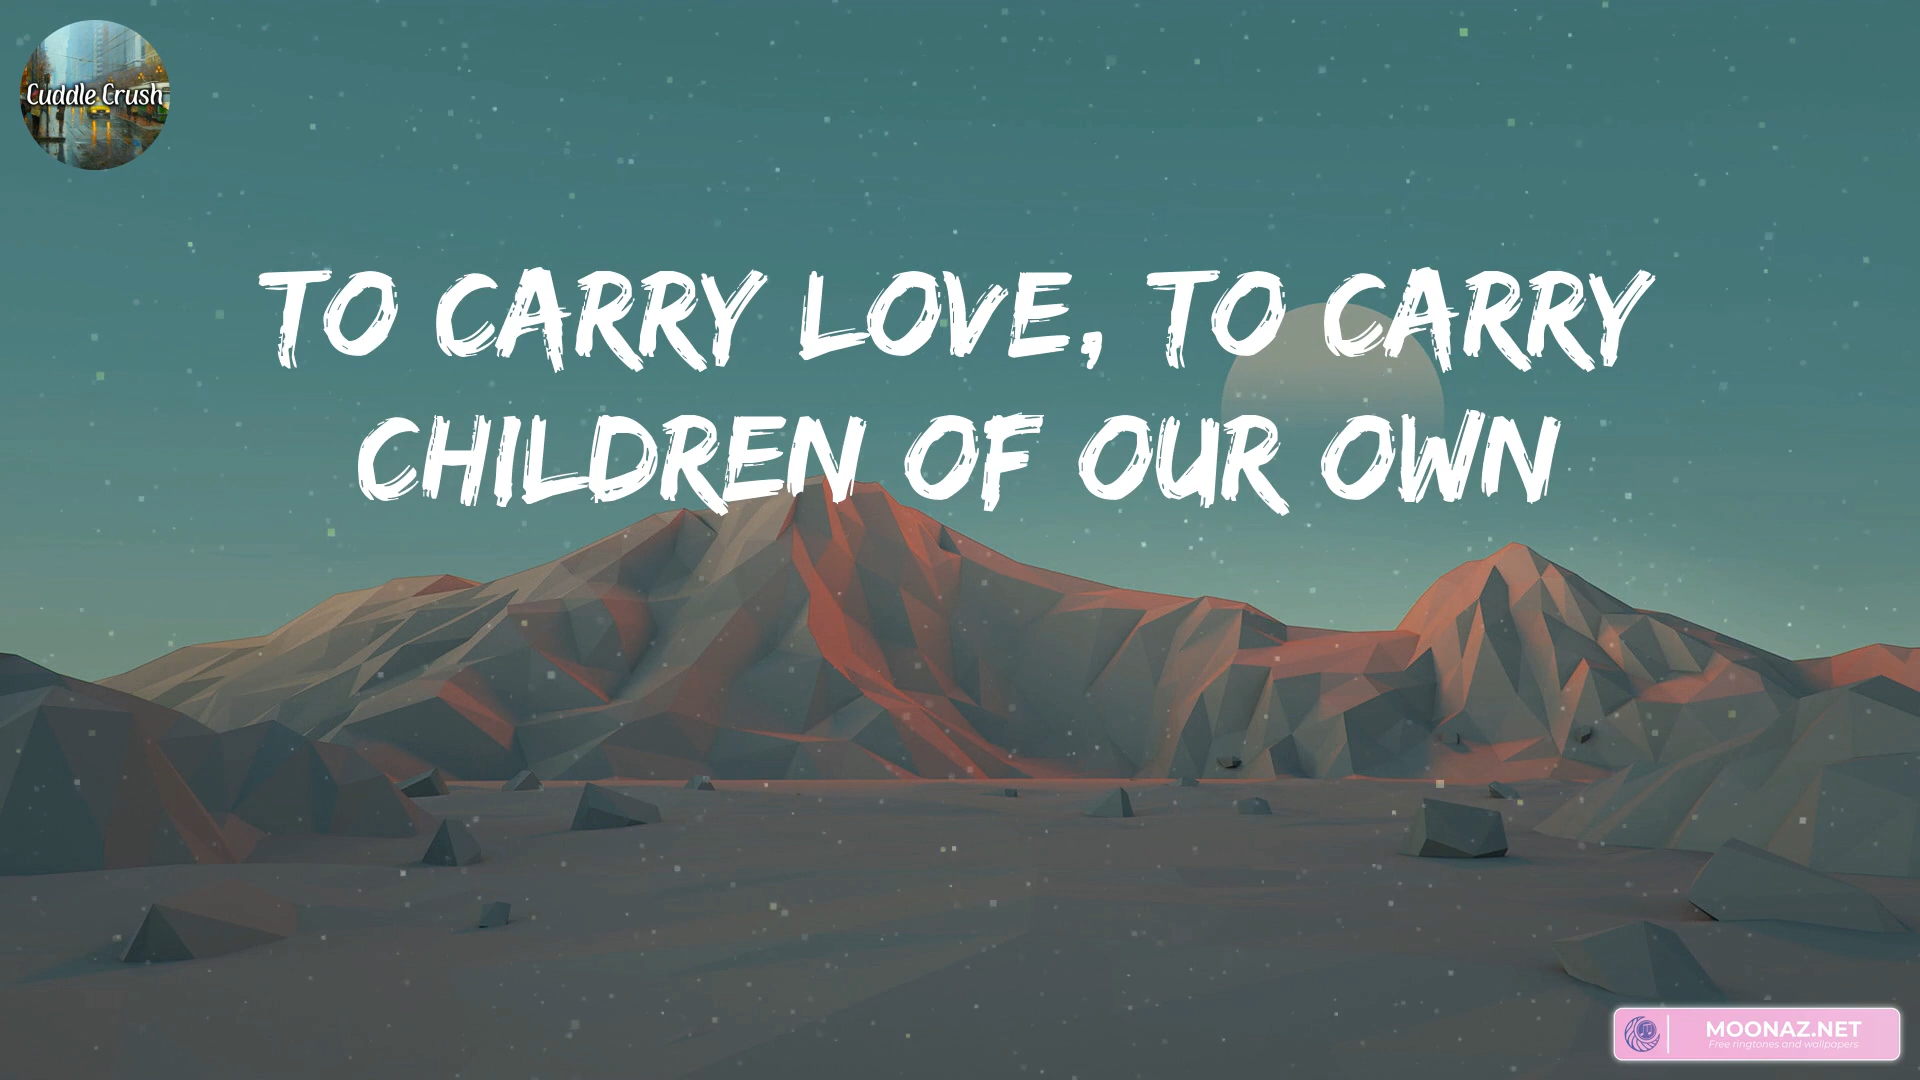 Cuddle Crush
TO CARRY LOVE, TO CARRY
CHILDREN OF OUR OWN
MOONAZ.NET
Free ringtones and wallpapers